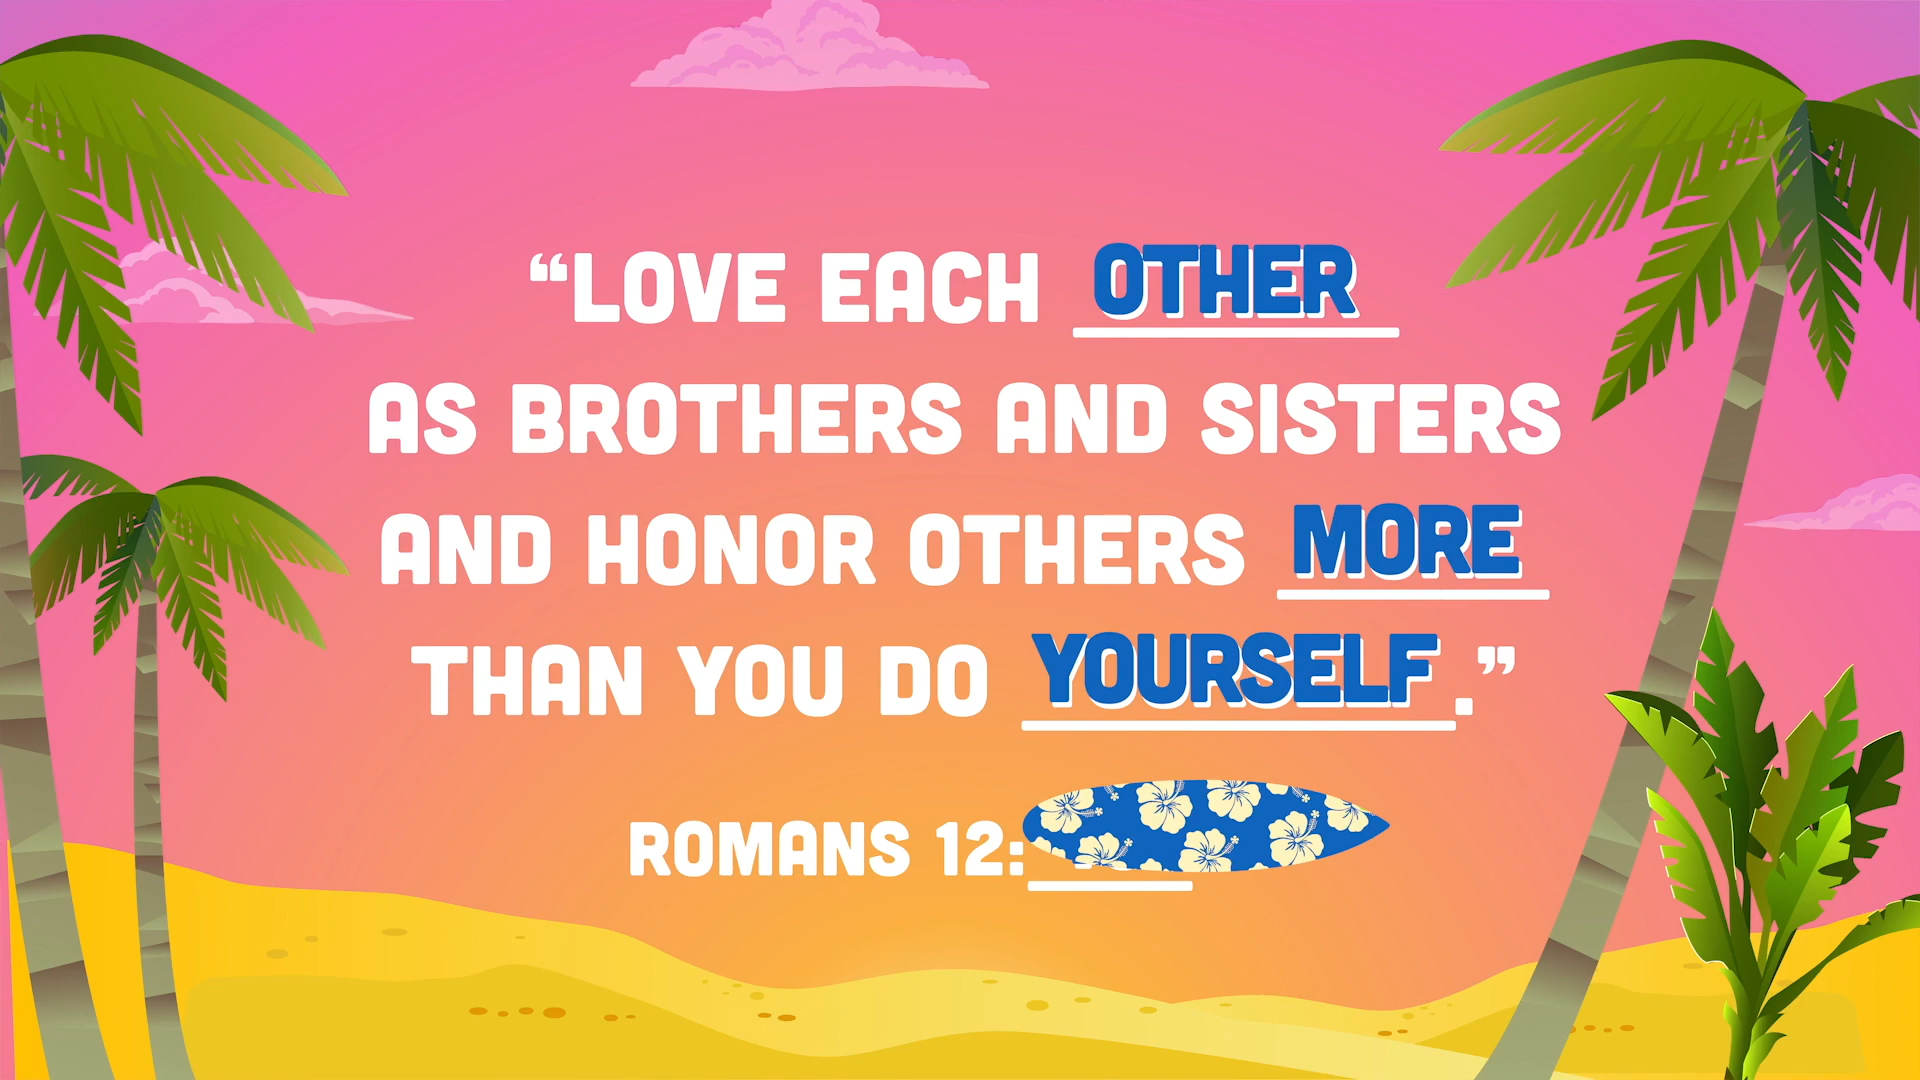 “LOVE EACH OTHER
AS BROTHERS AND SISTERS
AND HONOR OTHERS MORE
THAN YOU DO YOURSELF.”
ROMANS 12: